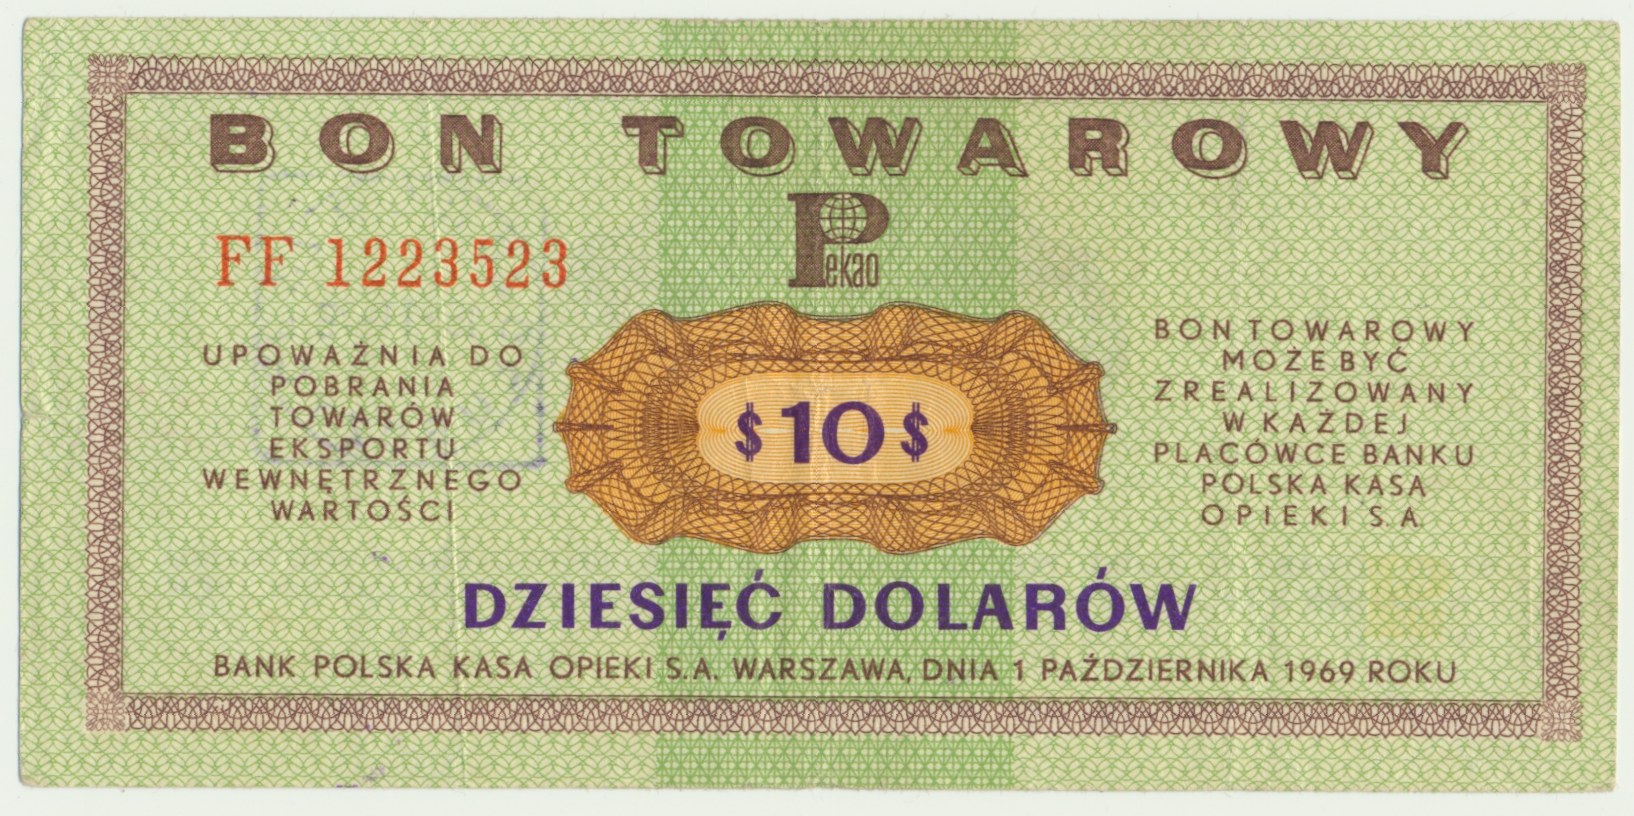 BON TOWAROWY
Pekao
FF 1223523
UPOWAŻNIA DO
POBRANIA
TOWARÓW
EKSPORTU
WEWNĘTRZNEGO
WARTOŚCI
$10$
BON TOWAROWY
MOŻE BYĆ
ZREALIZOWANY
W KAŻDEJ
PLACÓWCE BANKU
POLSKA KASA
OPIEKI S.A.
DZIESIĘĆ DOLARÓW
BANK POLSKA KASA OPIEKI S.A. WARSZAWA, DNIA 1 PAŹDZIERNIKA 1969 ROKU